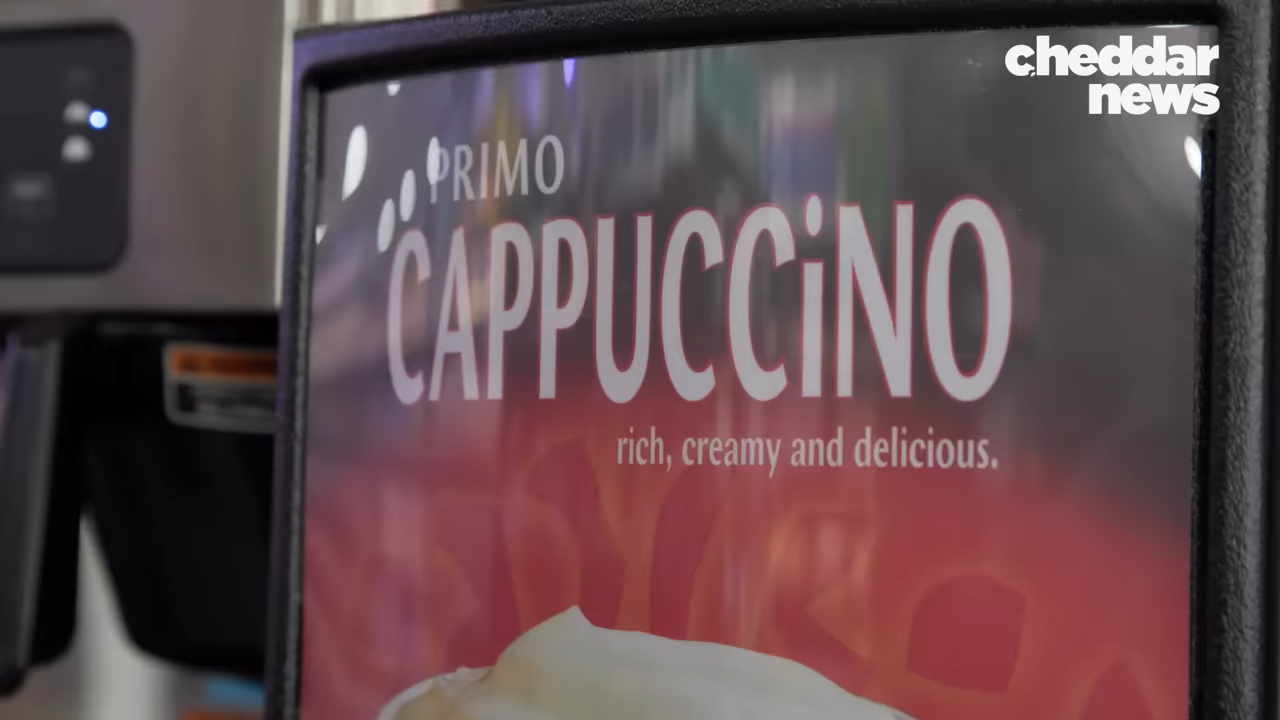 cheddar
news
PRIMO
CAPPUCCiNO
rich, creamy and delicious.